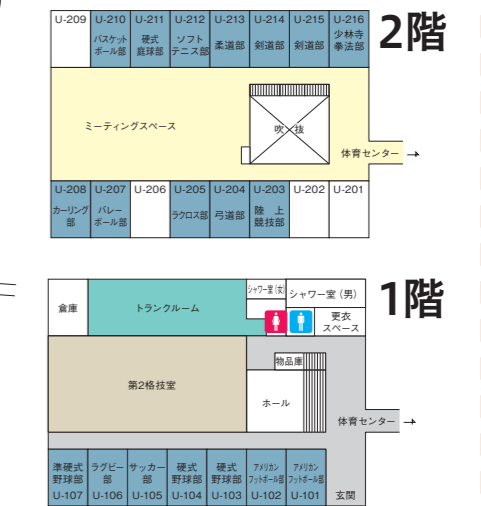 2階
U-209 U-210 U-211 U-212 U-213 U-214 U-215 U-216
バスケット
ボール部
硬式
庭球部
ソフト
テニス部
柔道部
剣道部
剣道部
少林寺
拳法部
ミーティングスペース
吹 抜
体育センター →
U-208 U-207 U-206 U-205 U-204 U-203 U-202 U-201
カーリング
部
バレー
ボール部
ラクロス部
弓道部
陸 上
競技部
1階
倉庫
トランクルーム
シャワー室(女)
シャワー室(男)
更衣
スペース
物品庫
第2格技室
ホール
体育センター →
準硬式
野球部
U-107
ラグビー
部
U-106
サッカー
部
U-105
硬式
野球部
U-104
硬式
野球部
U-103
アメリカン
フットボール部
U-102
アメリカン
フットボール部
U-101
玄関